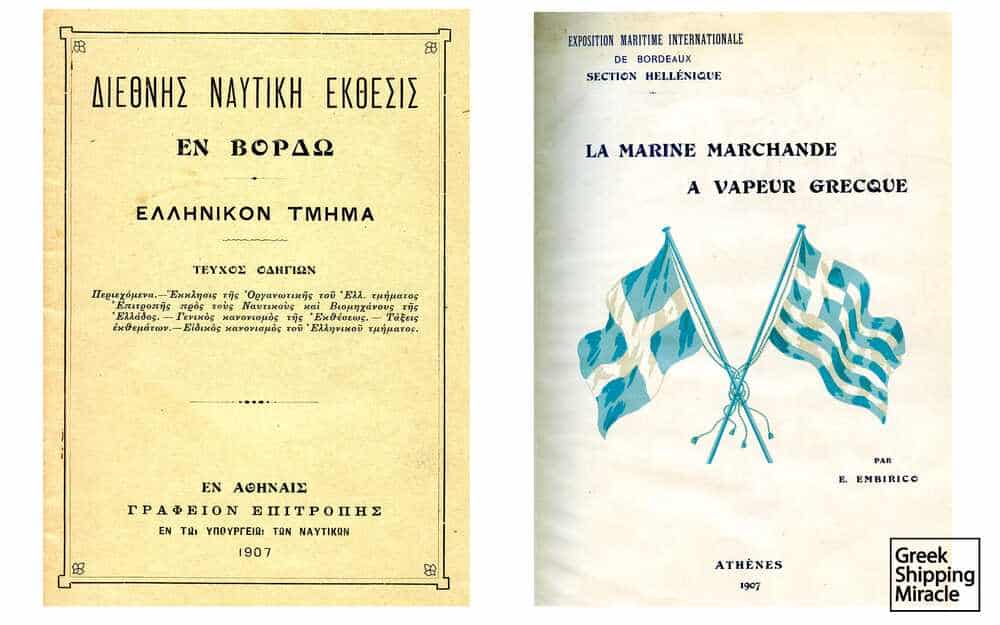 ΔΙΕΘΝΗΣ ΝΑΥΤΙΚΗ ΕΚΘΕΣΙΣ
ΕΝ ΒΟΡΔΩ
ΕΛΛΗΝΙΚΟΝ ΤΜΗΜΑ
ΤΕΥΧΟΣ ΟΔΗΓΙΩΝ
Περιεχόμενα.—Ἔκκλησις τῆς Ὀργανωτικῆς τοῦ Ἑλλ. τμήματος
Ἐπιτροπῆς πρὸς τοὺς Ναυτικοὺς καὶ Βιομηχάνους τῆς
Ἑλλάδος.— Γενικὸς κανονισμὸς τῆς Ἐκθέσεως.— Τάξεις
ἐκθεμάτων.—Εἰδικὸς κανονισμὸς τοῦ Ἑλληνικοῦ τμήματος.
ΕΝ ΑΘΗΝΑΙΣ
ΓΡΑΦΕΙΟΝ ΕΠΙΤΡΟΠΗΣ
ΕΝ ΤΩι ΥΠΟΥΡΓΕΙΩι ΤΩΝ ΝΑΥΤΙΚΩΝ
1907
EXPOSITION MARITIME INTERNATIONALE
DE BORDEAUX
SECTION HELLÉNIQUE
LA MARINE MARCHANDE
A VAPEUR GRECQUE
PAR
E. EMBIRICO
ATHÈNES
1907
Greek
Shipping
Miracle